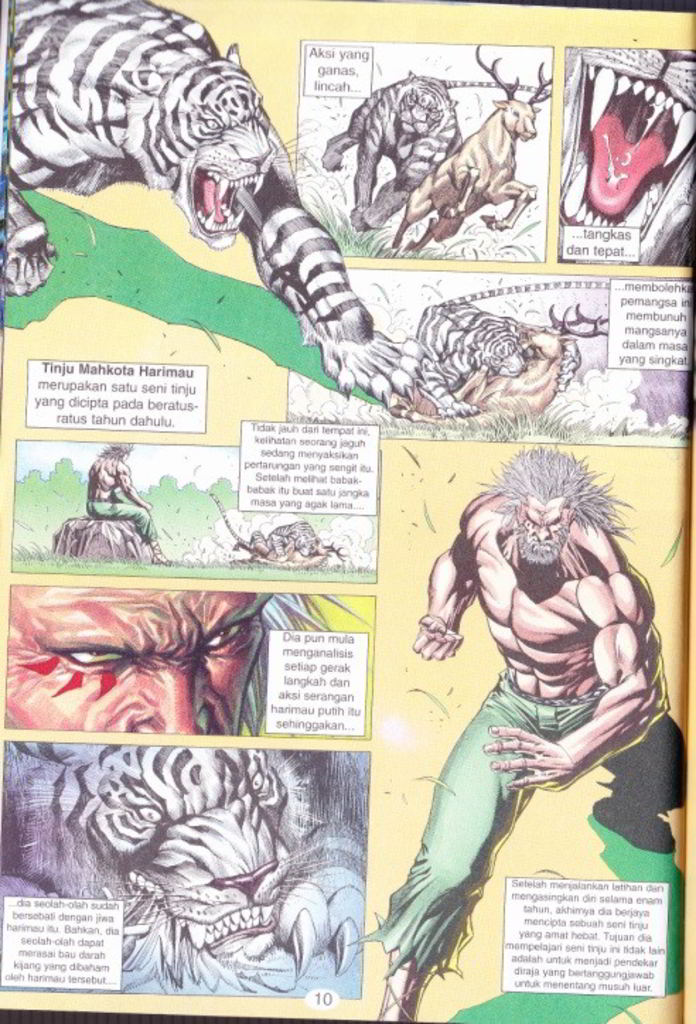 Aksi yang
ganas,
lincah...
...tangkas
dan tepat...
...membolehk
pemangsa in
membunuh
mangsanya
dalam masa
yang singkat
Tinju Mahkota Harimau
merupakan satu seni tinju
yang dicipta pada beratus-
ratus tahun dahulu.
Tidak jauh dari tempat ini,
kelihatan seorang jaguh
sedang menyaksikan
pertarungan yang sengit itu.
Setelah melihat babak-
babak itu buat satu jangka
masa yang agak lama....
Dia pun mula
menganalisis
setiap gerak
langkah dan
aksi serangan
harimau putih itu
sehinggakan...
...dia seolah-olah sudah
bersebati dengan jiwa
harimau itu. Bahkan, dia
seolah-olah dapat
merasai bau darah
kijang yang dibaham
oleh harimau tersebut....
Setelah menjalankan latihan dan
mengasingkan diri selama enam
tahun, akhirnya dia berjaya
mencipta sebuah seni tinju
yang amat hebat. Tujuan dia
mempelajari seni tinju ini tidak lain
adalah untuk menjadi pendekar
diraja yang bertanggungjawab
untuk menentang musuh luar.
10